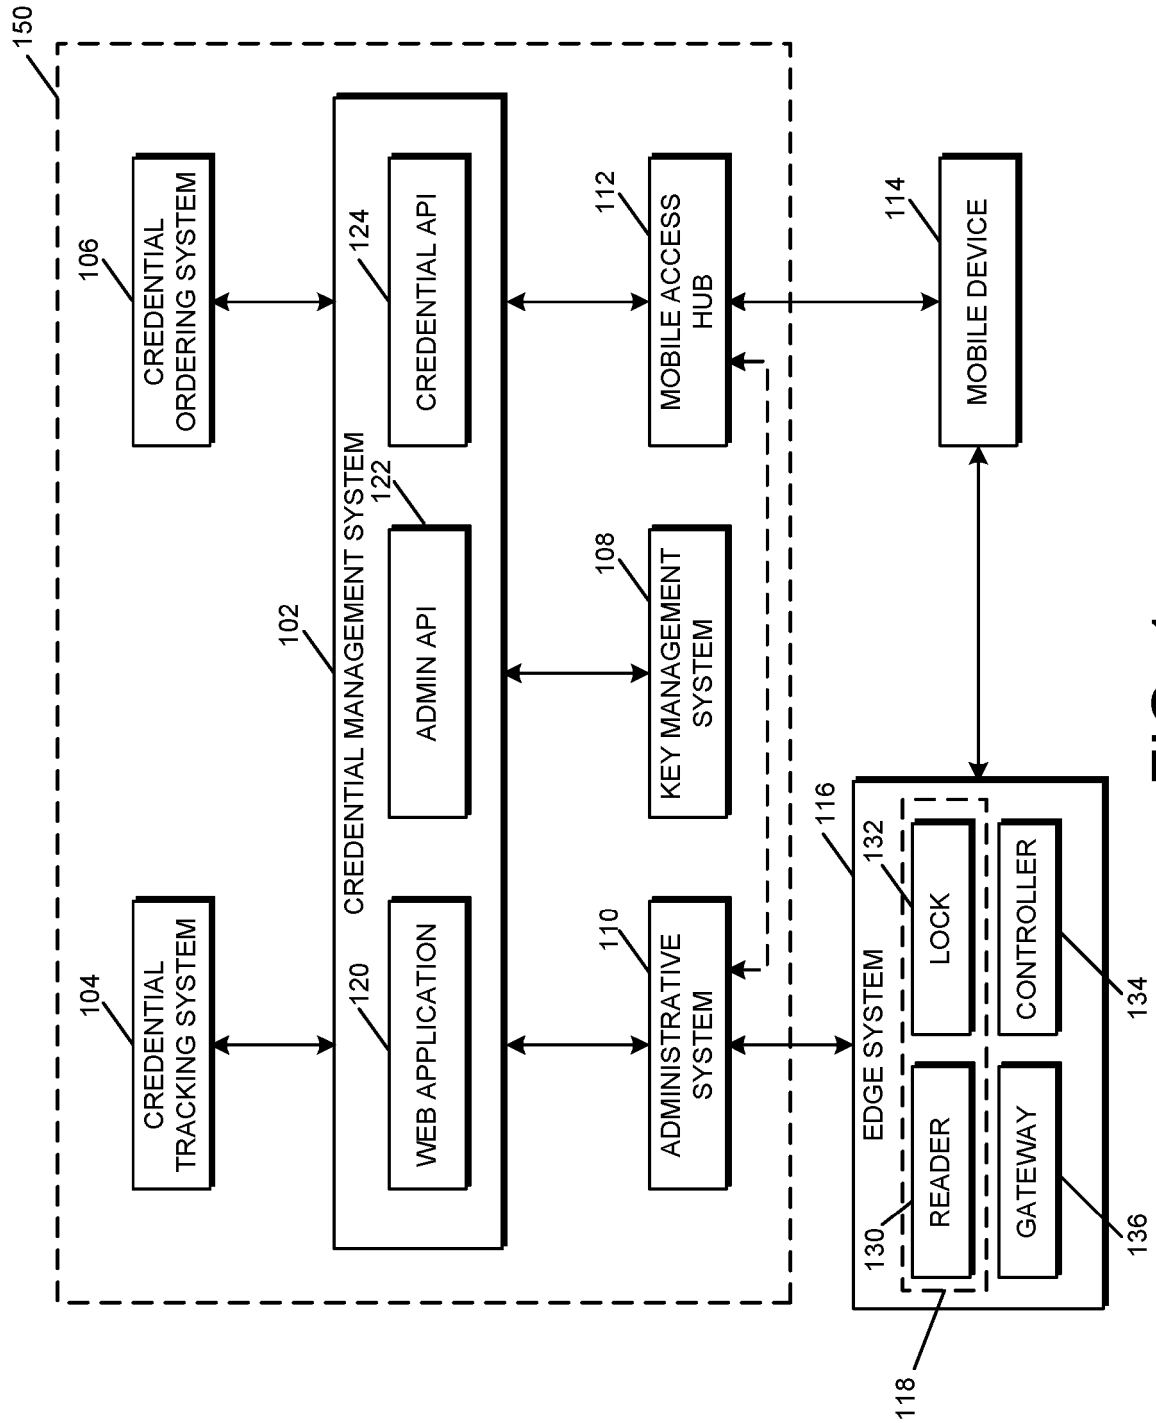 150
104
106
CREDENTIAL
TRACKING SYSTEM
CREDENTIAL
ORDERING SYSTEM
102
CREDENTIAL MANAGEMENT SYSTEM
120
122
124
WEB APPLICATION
ADMIN API
CREDENTIAL API
110
108
112
ADMINISTRATIVE
SYSTEM
KEY MANAGEMENT
SYSTEM
MOBILE ACCESS
HUB
116
114
EDGE SYSTEM
130
132
118
READER
LOCK
MOBILE DEVICE
GATEWAY
CONTROLLER
136
134